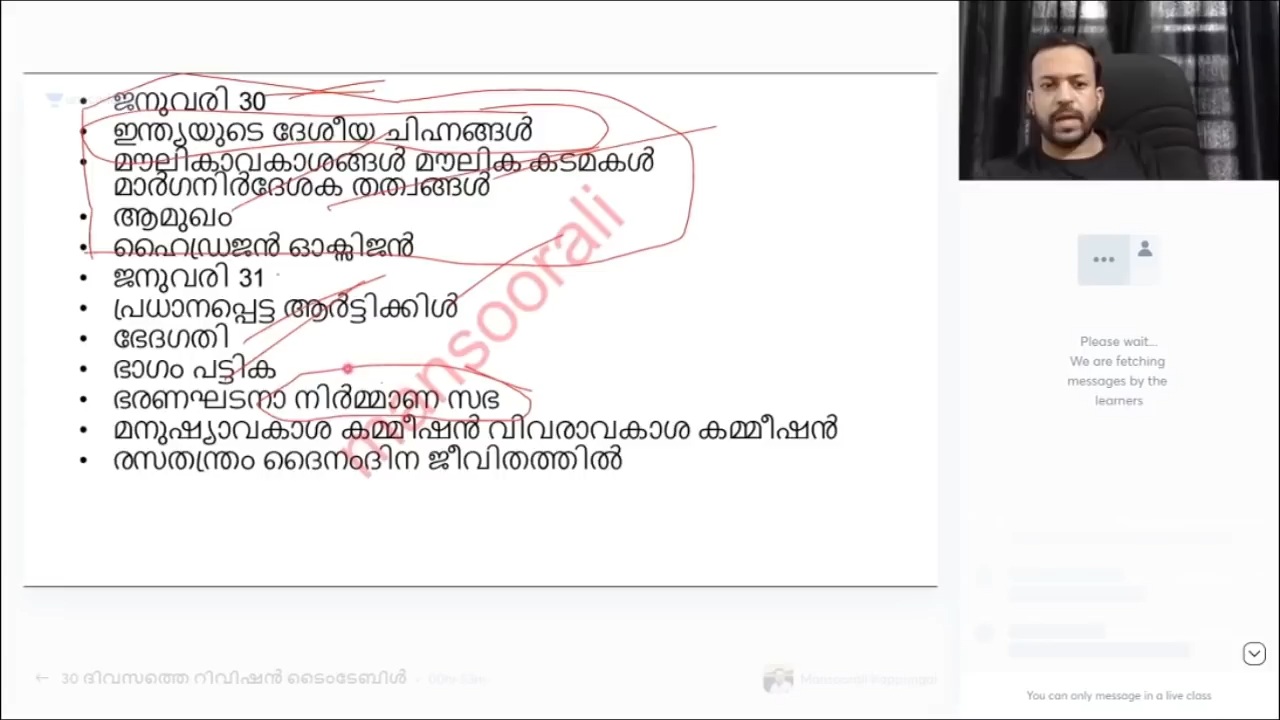 • ജനുവരി 30
• ഇന്ത്യയുടെ ദേശീയ ചിഹ്നങ്ങൾ
• മൗലികാവകാശങ്ങൾ മൗലിക കടമകൾ
മാർഗനിർദേശക തത്വങ്ങൾ
• ആമുഖം
• ഹൈഡ്രജൻ ഓക്സിജൻ
• ജനുവരി 31
• പ്രധാനപ്പെട്ട ആർട്ടിക്കിൾ
• ഭേദഗതി
• ഭാഗം പട്ടിക
• ഭരണഘടനാ നിർമ്മാണ സഭ
• മനുഷ്യാവകാശ കമ്മീഷൻ വിവരാവകാശ കമ്മീഷൻ
• രസതന്ത്രം ദൈനംദിന ജീവിതത്തിൽ
mansoorali
Please wait...
We are fetching
messages by the
learners
← 30 ദിവസത്തെ റിവിഷൻ ടൈംടേബിൾ
You can only message in a live class